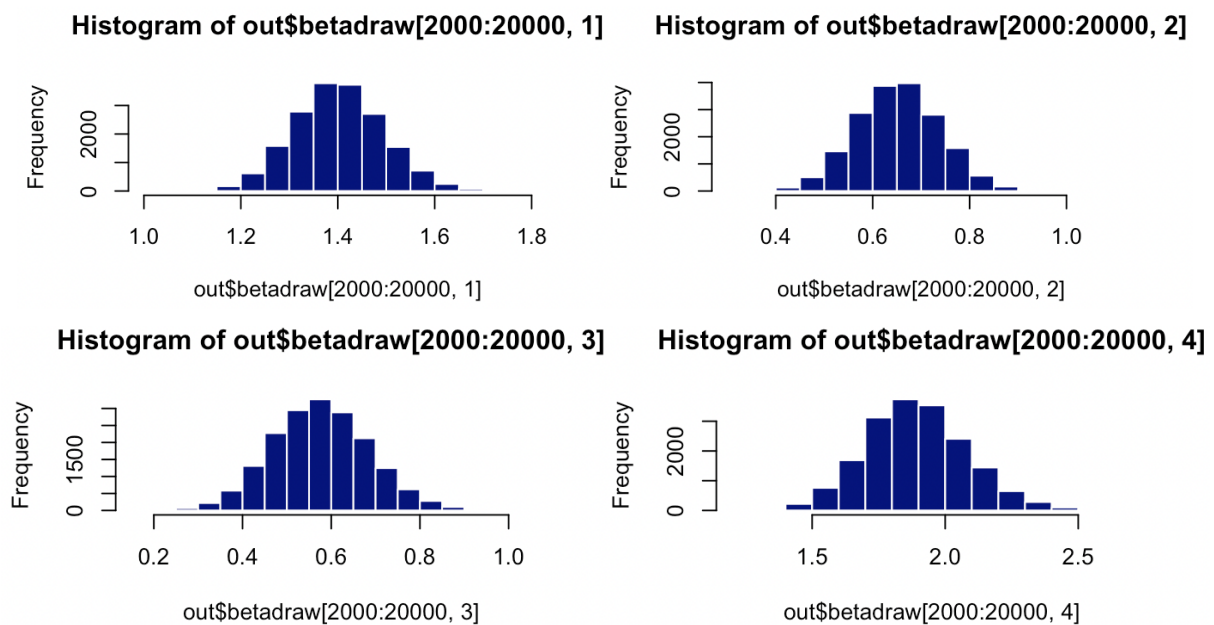 Histogram of out$betadraw[2000:20000, 1]
Frequency
0
2000
1.0 1.2 1.4 1.6 1.8
out$betadraw[2000:20000, 1]
Histogram of out$betadraw[2000:20000, 2]
Frequency
0
2000
0.4 0.6 0.8 1.0
out$betadraw[2000:20000, 2]
Histogram of out$betadraw[2000:20000, 3]
Frequency
0
1500
0.2 0.4 0.6 0.8 1.0
out$betadraw[2000:20000, 3]
Histogram of out$betadraw[2000:20000, 4]
Frequency
0
2000
1.5 2.0 2.5
out$betadraw[2000:20000, 4]